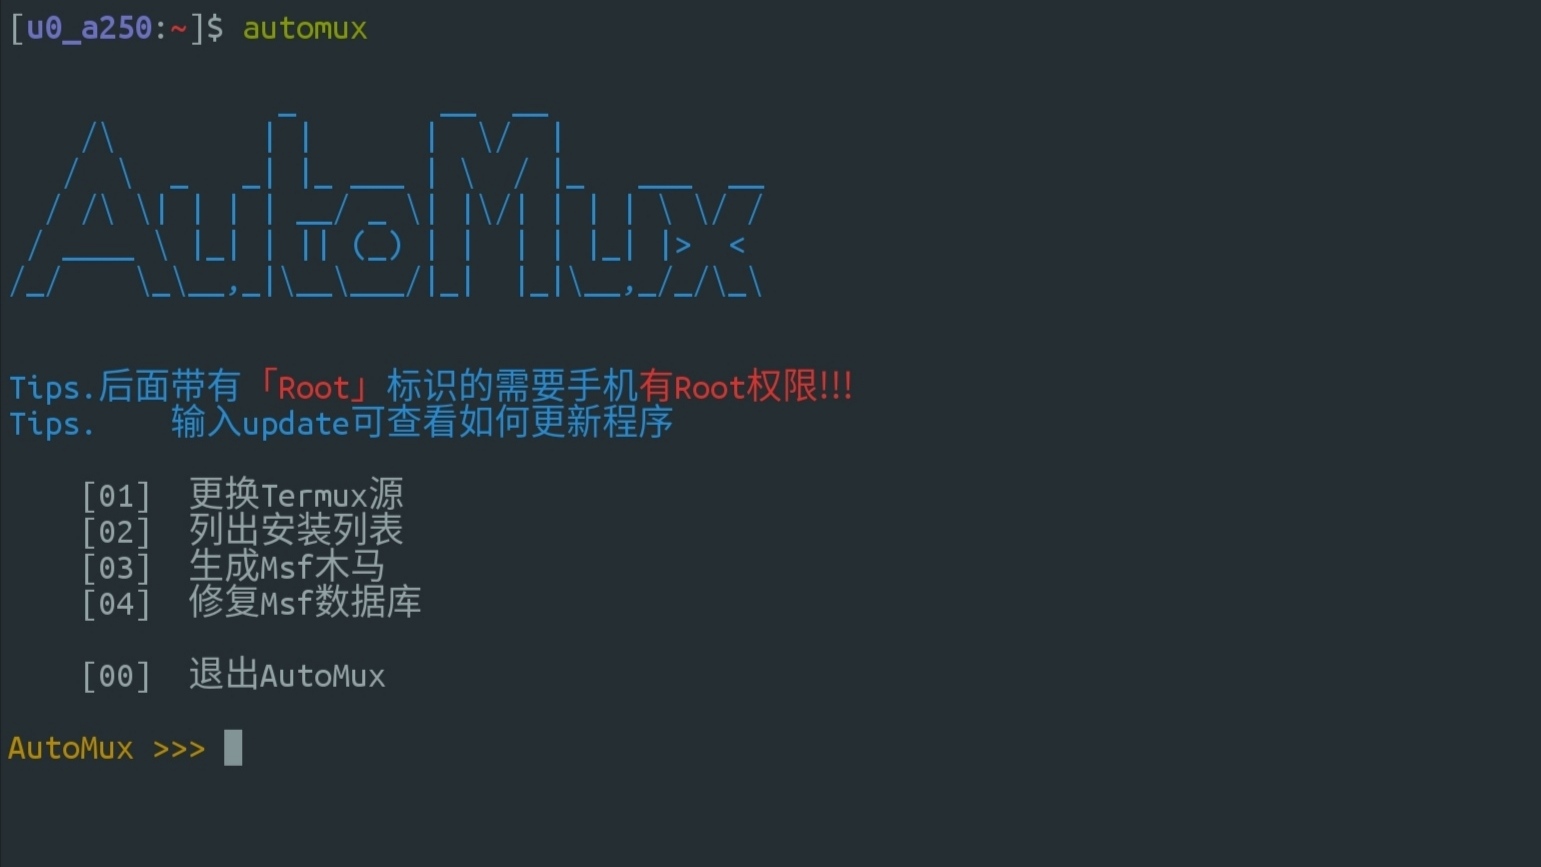 [u0_a250:~]$ automux
AutoMux
Tips.后面带有「Root」标识的需要手机有Root权限!!!
Tips. 输入update可查看如何更新程序
[01] 更换Termux源
[02] 列出安装列表
[03] 生成Msf木马
[04] 修复Msf数据库
[00] 退出AutoMux
AutoMux >>>